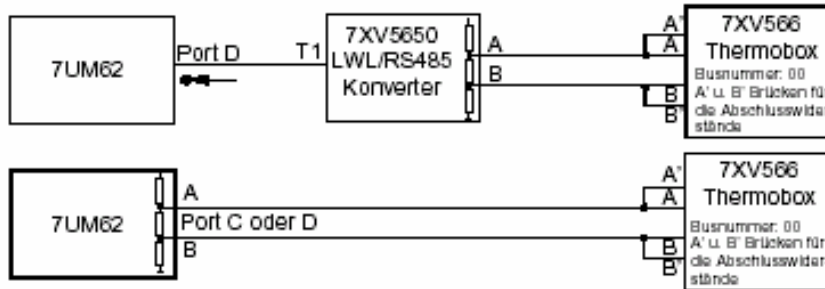 7UM62
Port D
T1
7XV5650
LWL/RS485
Konverter
A
B
A'
A
B
B'
7XV566
Thermobox
Busnummer: 00
A' u. B' Brücken für
die Abschlusswider
stände
7UM62
A
Port C oder D
B
A'
A
B
B'
7XV566
Thermobox
Busnummer: 00
A' u. B' Brücken für
die Abschlusswider
stände